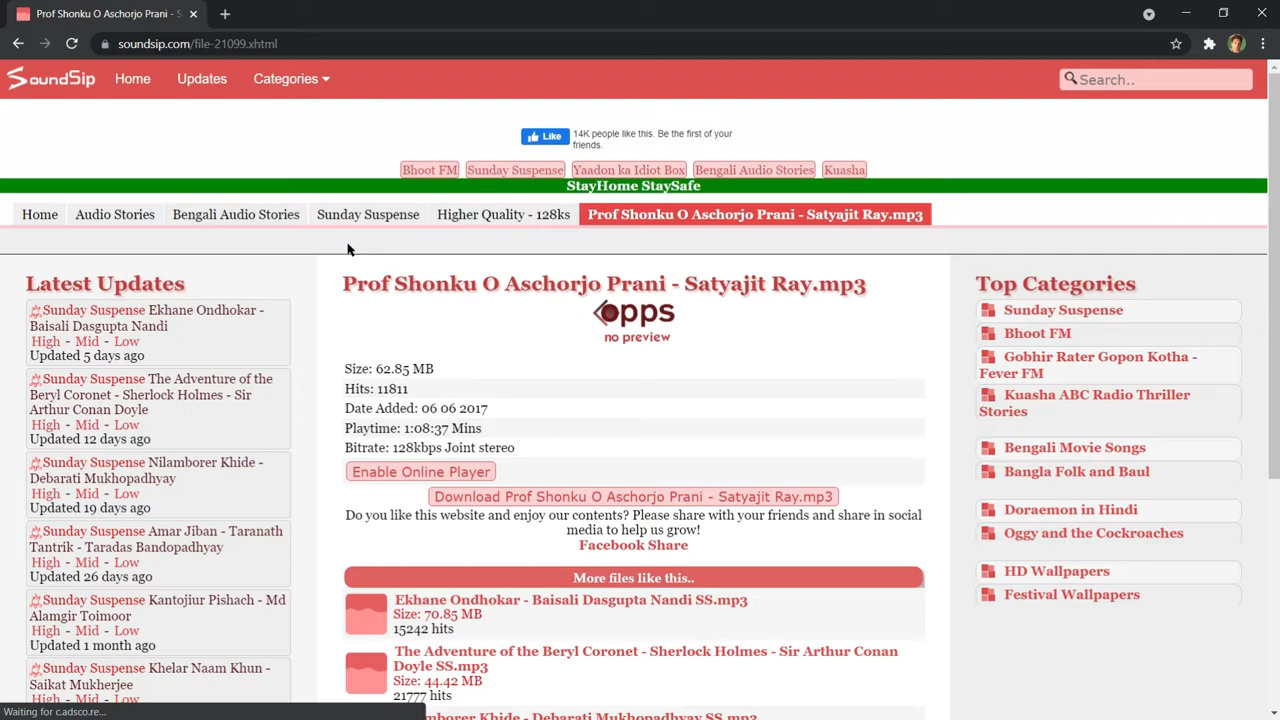 Prof Shonku O Aschorjo Prani - S
soundsip.com/file-21099.xhtml
SoundSip
Home
Updates
Categories
Search..
Like
14K people like this. Be the first of your
friends.
Bhoot FM
Sunday Suspense
Yaadon ka Idiot Box
Bengali Audio Stories
Kuasha
StayHome StaySafe
Home
Audio Stories
Bengali Audio Stories
Sunday Suspense
Higher Quality - 128ks
Prof Shonku O Aschorjo Prani - Satyajit Ray.mp3
Latest Updates
Sunday Suspense Ekhane Ondhokar -
Baisali Dasgupta Nandi
High - Mid - Low
Updated 5 days ago
Sunday Suspense The Adventure of the
Beryl Coronet - Sherlock Holmes - Sir
Arthur Conan Doyle
High - Mid - Low
Updated 12 days ago
Sunday Suspense Nilamborer Khide -
Debarati Mukhopadhyay
High - Mid - Low
Updated 19 days ago
Sunday Suspense Amar Jiban - Taranath
Tantrik - Taradas Bandopadhyay
High - Mid - Low
Updated 26 days ago
Sunday Suspense Kantojiur Pishach - Md
Alamgir Toimoor
High - Mid - Low
Updated 1 month ago
Sunday Suspense Khelar Naam Khun -
Saikat Mukherjee
High - Mid - Low
Waiting for c.adsco.re...
Prof Shonku O Aschorjo Prani - Satyajit Ray.mp3
opps
no preview
Size: 62.85 MB
Hits: 11811
Date Added: 06 06 2017
Playtime: 1:08:37 Mins
Bitrate: 128kbps Joint stereo
Enable Online Player
Download Prof Shonku O Aschorjo Prani - Satyajit Ray.mp3
Do you like this website and enjoy our contents? Please share with your friends and share in social
media to help us grow!
Facebook Share
More files like this..
Ekhane Ondhokar - Baisali Dasgupta Nandi SS.mp3
Size: 70.85 MB
15242 hits
The Adventure of the Beryl Coronet - Sherlock Holmes - Sir Arthur Conan
Doyle SS.mp3
Size: 44.42 MB
21777 hits
Nilamborer Khide - Debarati Mukhopadhyay SS.mp3
Top Categories
Sunday Suspense
Bhoot FM
Gobhir Rater Gopon Kotha -
Fever FM
Kuasha ABC Radio Thriller
Stories
Bengali Movie Songs
Bangla Folk and Baul
Doraemon in Hindi
Oggy and the Cockroaches
HD Wallpapers
Festival Wallpapers